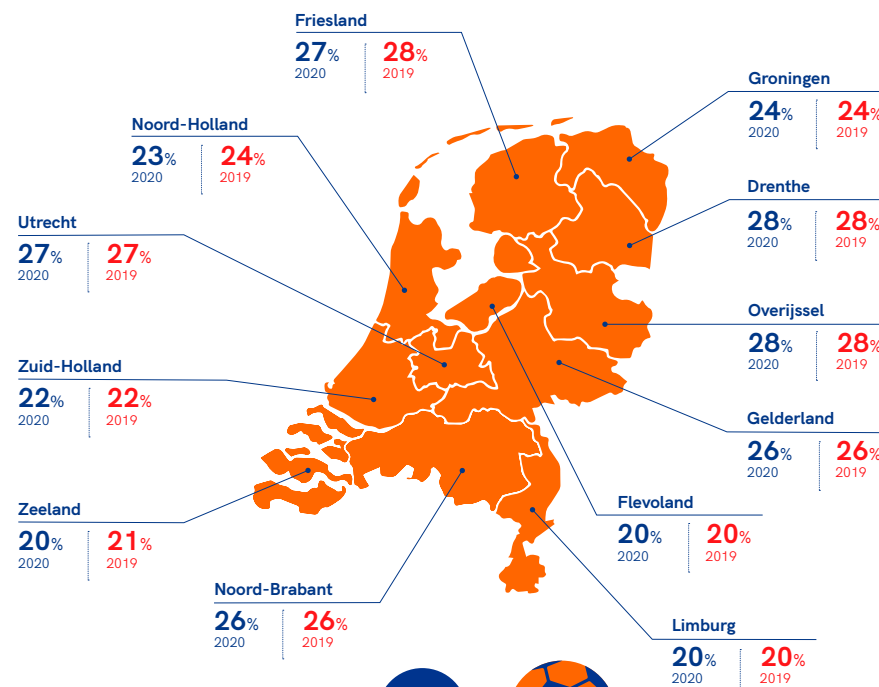 Friesland
27% 28%
2020 2019
Groningen
24% 24%
2020 2019
Noord-Holland
23% 24%
2020 2019
Drenthe
28% 28%
2020 2019
Utrecht
27% 27%
2020 2019
Overijssel
28% 28%
2020 2019
Zuid-Holland
22% 22%
2020 2019
Gelderland
26% 26%
2020 2019
Zeeland
20% 21%
2020 2019
Flevoland
20% 20%
2020 2019
Noord-Brabant
26% 26%
2020 2019
Limburg
20% 20%
2020 2019